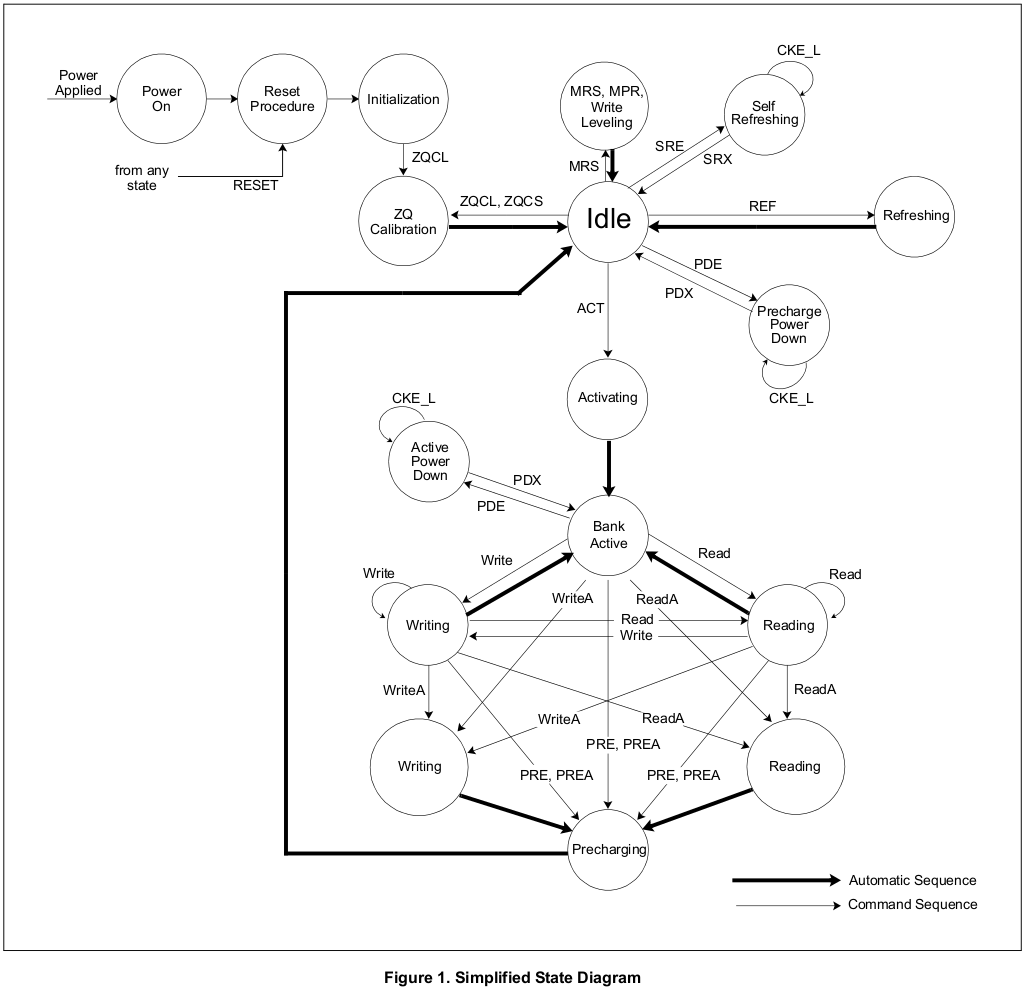 CKE_L
Power
Applied
Power
On
Reset
Procedure
Initialization
MRS, MPR,
Write
Leveling
Self
Refreshing
from any
state
RESET
ZQCL
MRS
SRE
SRX
ZQ
Calibration
ZQCL, ZQCS
Idle
REF
Refreshing
PDE
PDX
ACT
Precharge
Power
Down
CKE_L
Activating
CKE_L
Active
Power
Down
PDX
PDE
Bank
Active
Write
Read
Write
Read
WriteA
ReadA
Writing
Read
Write
Reading
WriteA
ReadA
WriteA
ReadA
PRE, PREA
Writing
Reading
PRE, PREA
PRE, PREA
Precharging
Automatic Sequence
Command Sequence
Figure 1. Simplified State Diagram